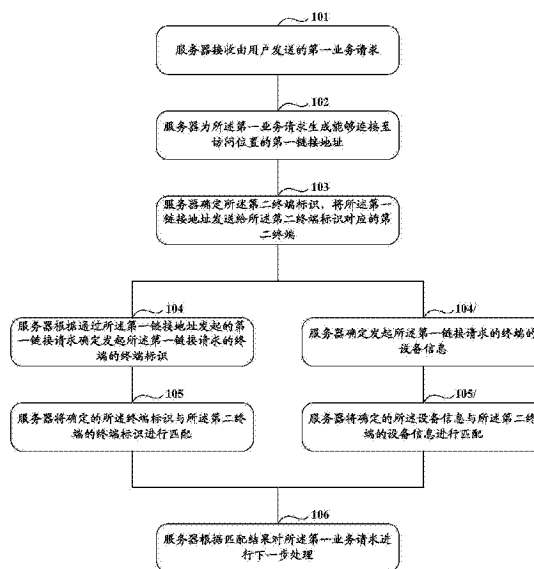 101
服务器接收由用户发送的第一业务请求
102
服务器为所述第一业务请求生成能够连接至
访问位置的第一链接地址
103
服务器确定所述第二终端标识、将所述第一
链接地址发送给所述第二终端标识对应的第
二终端
104
服务器根据通过所述第一链接地址发起的第
一链接请求确定发起所述第一链接请求的终
端的终端标识
104/
服务器确定发起所述第一链接请求的终端的
设备信息
105
服务器将确定的所述终端标识与所述第二终端
的终端标识进行匹配
105/
服务器将确定的所述设备信息与所述第二终
端的设备信息进行匹配
106
服务器根据匹配结果对所述第一业务请求进
行下一步处理